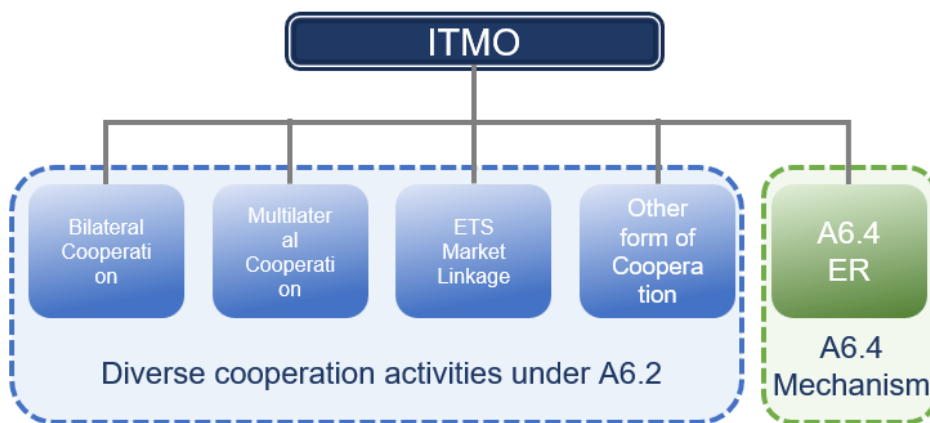 ITMO
Bilateral
Cooperati
on
Multilater
al
Cooperati
on
ETS
Market
Linkage
Other
form of
Coopera
tion
A6.4
ER
Diverse cooperation activities under A6.2
A6.4
Mechanism